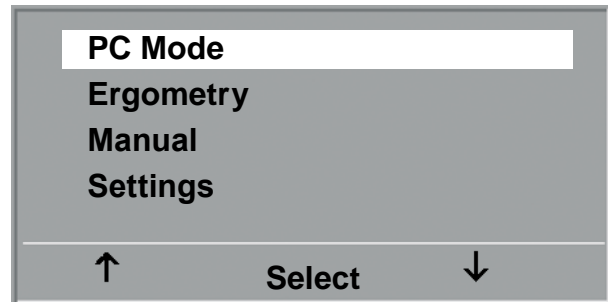 PC Mode
Ergometry
Manual
Settings
↑ Select ↓